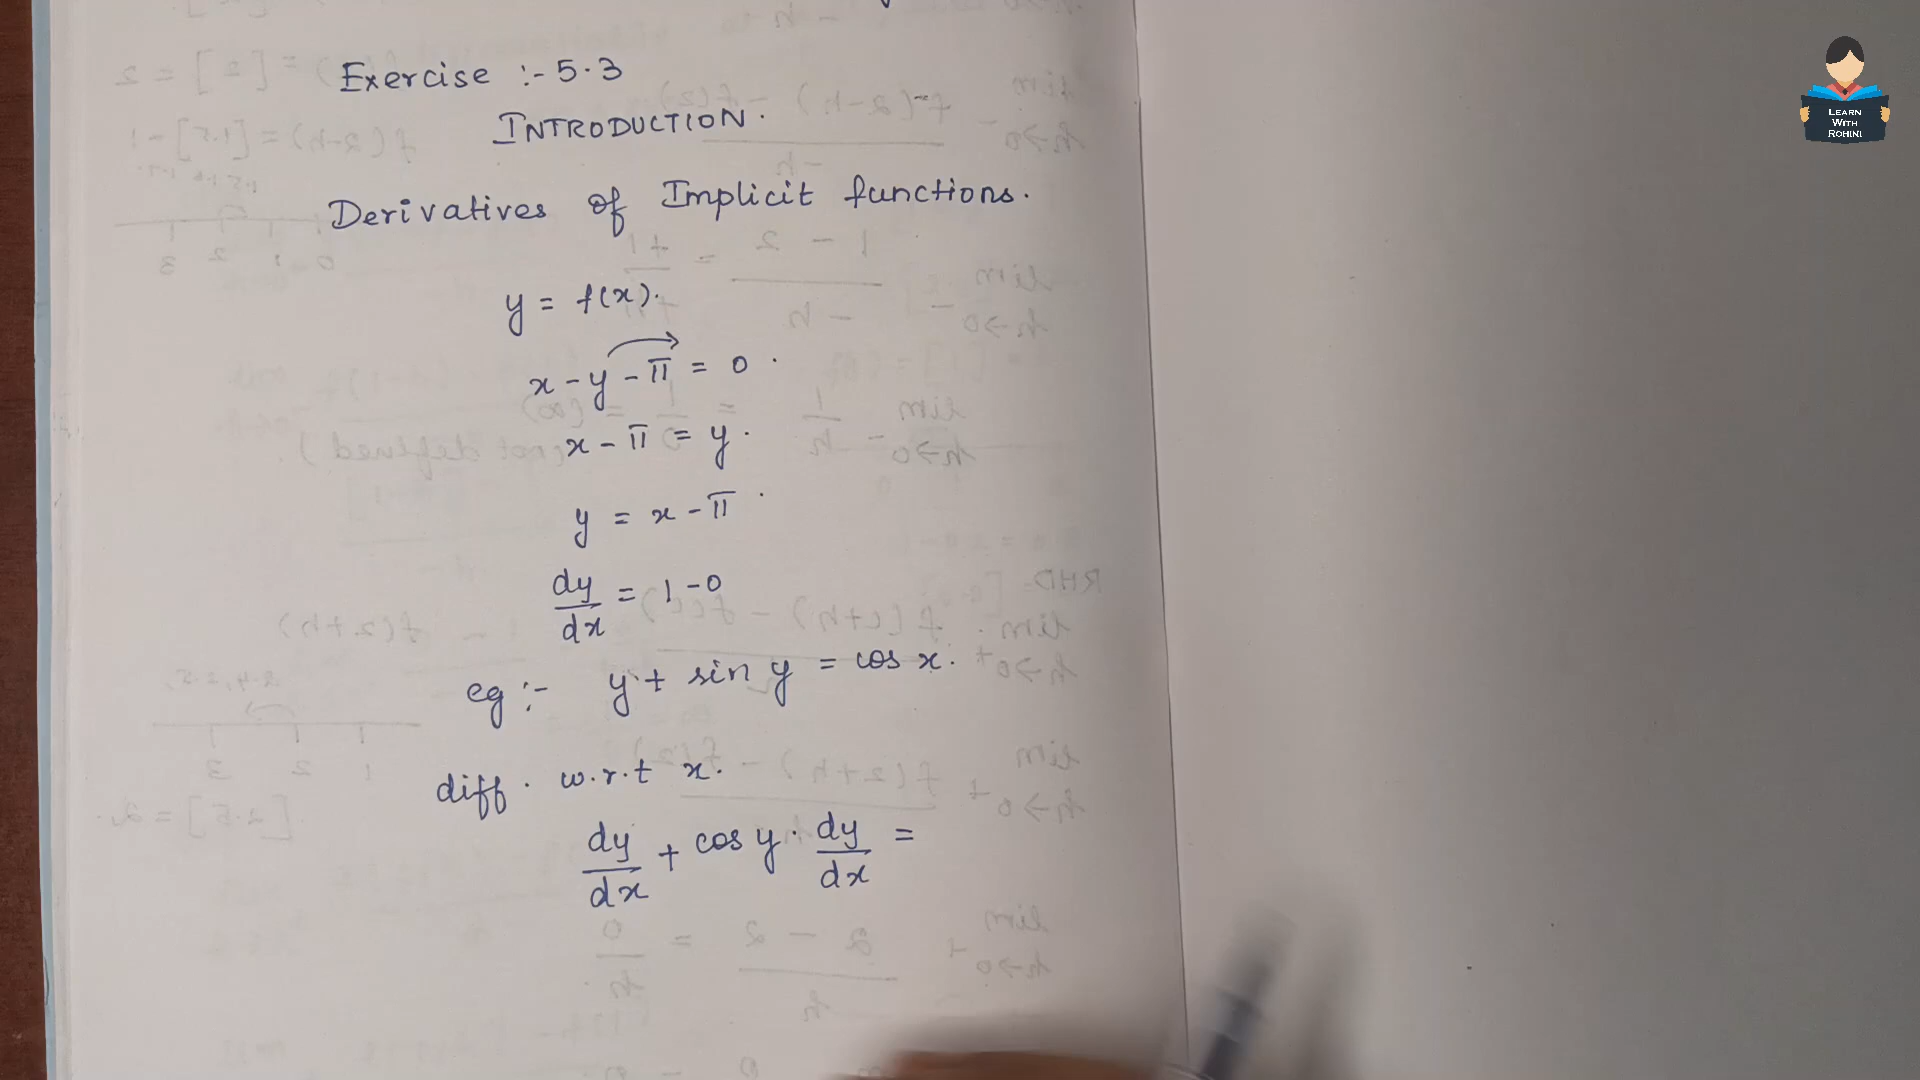 Exercise :- 5.3
INTRODUCTION.
Derivatives of Implicit functions.
y = f(x).
x - y - π = 0.
x - π = y.
y = x - π.
dy/dx = 1 - 0
eg :- y + sin y = cos x.
diff. w.r.t x.
dy/dx + cos y. dy/dx =
LEARN
WITH
ROHINI